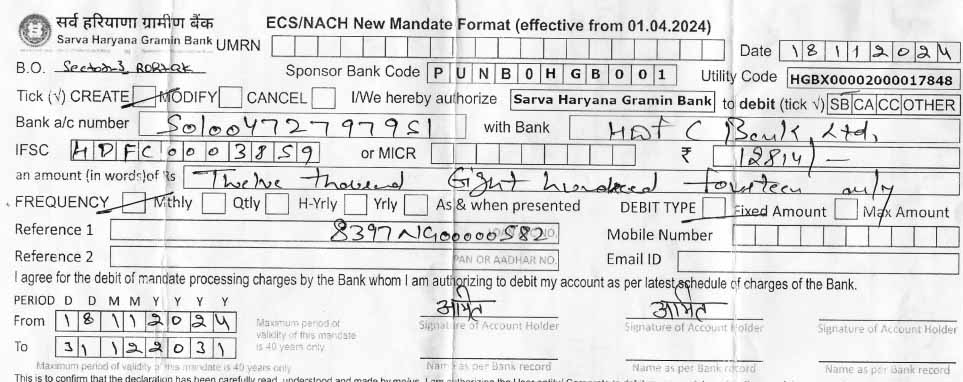 सर्व हरियाणा ग्रामीण बैंक
Sarva Haryana Gramin Bank
ECS/NACH New Mandate Format (effective from 01.04.2024)
UMRN
Date 18112024
B.O. Sector-3, ROHTAK
Sponsor Bank Code PUNB0HGB001
Utility Code HGBX00002000017848
Tick (√) CREATE MODIFY CANCEL I/We hereby authorize Sarva Haryana Gramin Bank to debit (tick √) SB CA CC OTHER
Bank a/c number 50100472797951 with Bank HDFC Bank, Ltd.
IFSC HDFC0003859 or MICR ₹ 12814/-
an amount (in words) of Rs Twelve thousand Eight hundred fourteen only
FREQUENCY Mthly Qtly H-Yrly Yrly As & when presented DEBIT TYPE Fixed Amount Max Amount
Reference 1 8397NG00000582 Mobile Number
Reference 2 PAN OR AADHAR NO. Email ID
I agree for the debit of mandate processing charges by the Bank whom I am authorizing to debit my account as per latest schedule of charges of the Bank.
PERIOD D D M M Y Y Y Y
From 18112024
To 31122031
Maximum period of validity of this mandate is 40 years only
अमित अमित
Signature of Account Holder Signature of Account Holder Signature of Account Holder
Maximum period of validity of this mandate is 40 years only
Name as per Bank record Name as per Bank record Name as per Bank record
This is to confirm that the declaration has been carefully read, understood and made by me/us. I am authorizing the User entity/ Corporate to debit